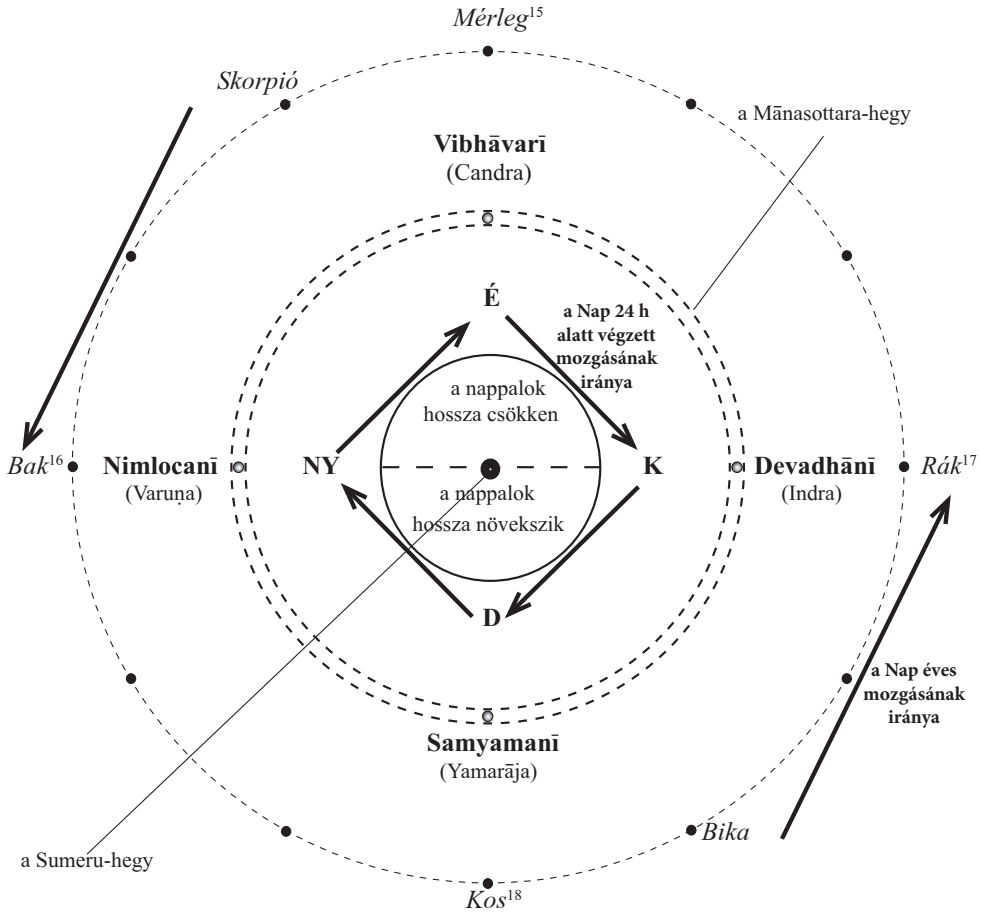 Mérleg15
Skorpió
a Mānasottara-hegy
Vibhāvarī
(Candra)
É
a Nap 24 h
alatt végzett
mozgásának
iránya
a nappalok
hossza csökken
Bak16
Nimlocanī
(Varuṇa)
NY
K
Devadhānī
(Indra)
Rák17
a nappalok
hossza növekszik
D
a Nap éves
mozgásának
iránya
Samyamanī
(Yamarāja)
Bika
a Sumeru-hegy
Kos18